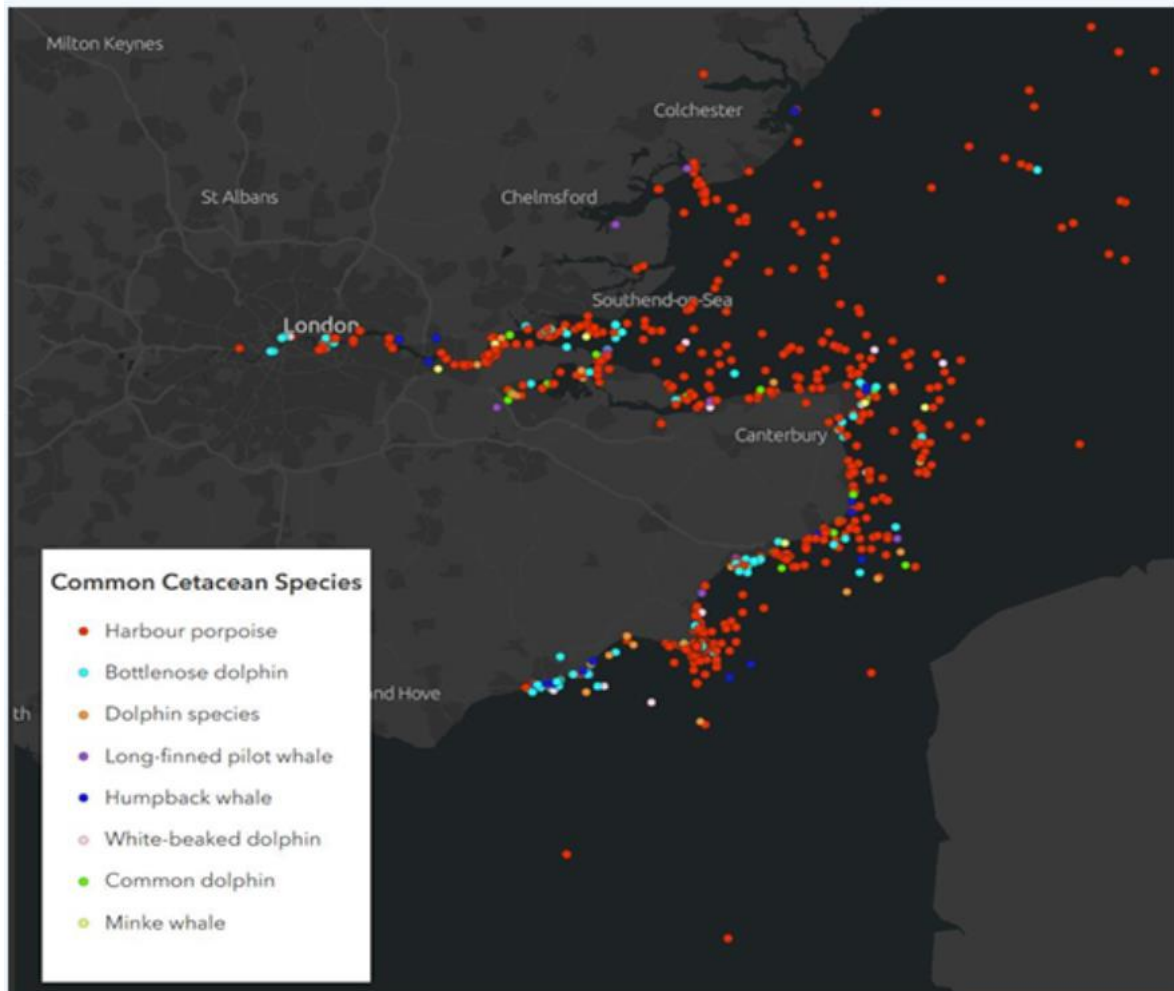 Milton Keynes
Colchester
St Albans
Chelmsford
Southend-on-Sea
London
Canterbury
Common Cetacean Species
Harbour porpoise
Bottlenose dolphin
Dolphin species
and Hove
th
Long-finned pilot whale
Humpback whale
White-beaked dolphin
Common dolphin
Minke whale